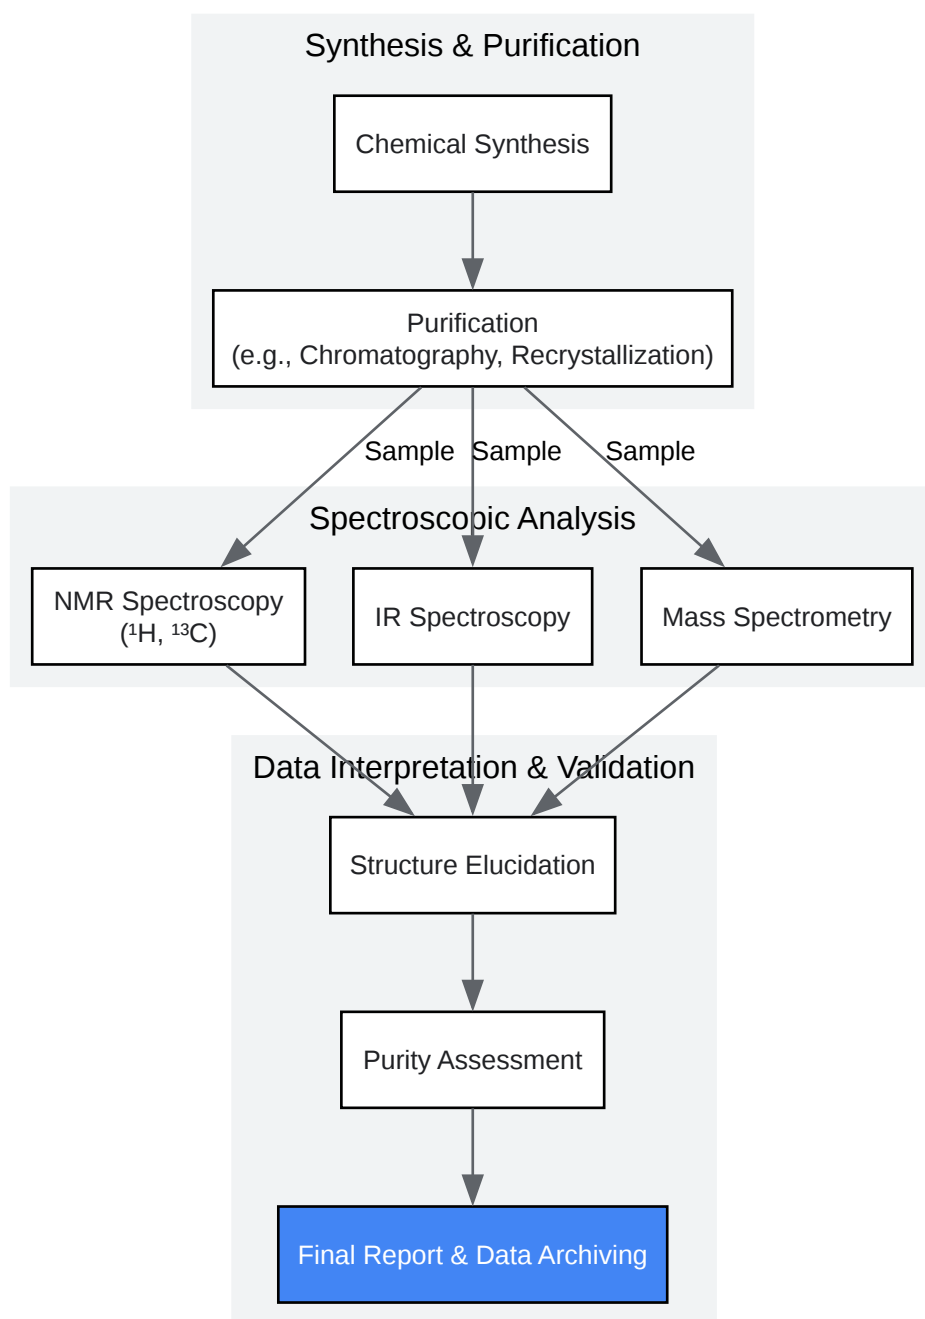 Synthesis & Purification
Chemical Synthesis
Purification
(e.g., Chromatography, Recrystallization)
Sample
Sample
Sample
Spectroscopic Analysis
NMR Spectroscopy
(¹H, ¹³C)
IR Spectroscopy
Mass Spectrometry
Data Interpretation & Validation
Structure Elucidation
Purity Assessment
Final Report & Data Archiving